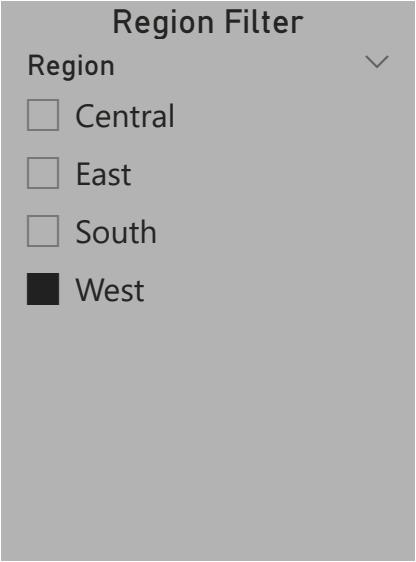 Region Filter
Region
Central
East
South
West